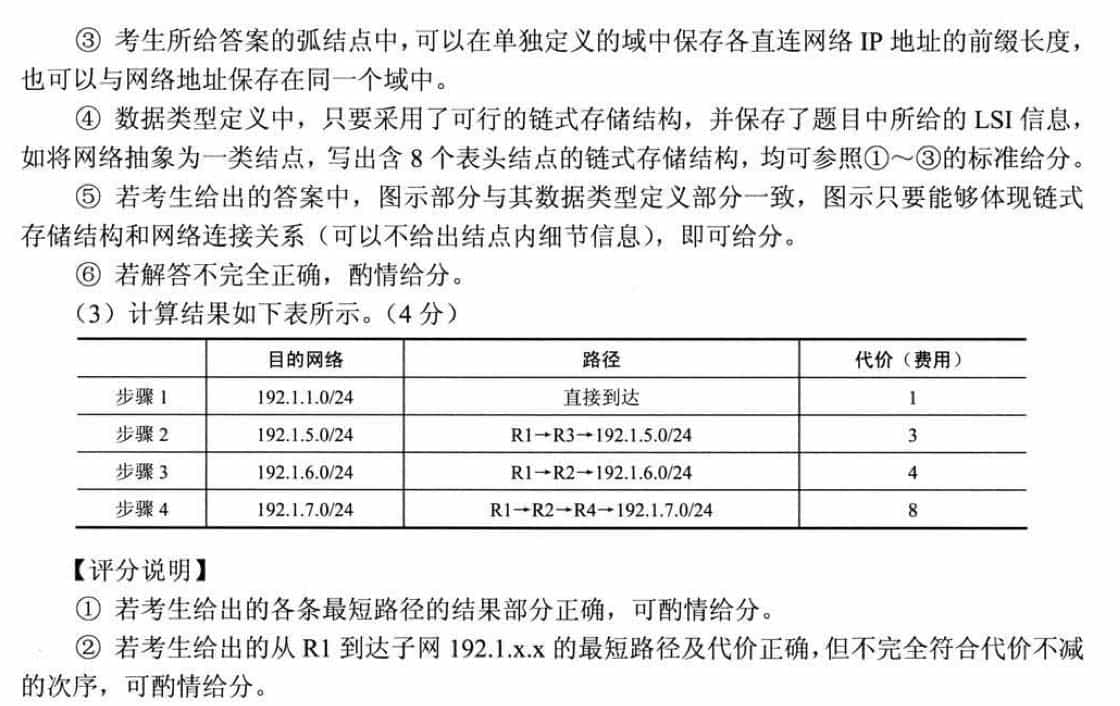 ③ 考生所给答案的弧结点中，可以在单独定义的域中保存各直连网络 IP 地址的前缀长度，
也可以与网络地址保存在同一个域中。
④ 数据类型定义中，只要采用了可行的链式存储结构，并保存了题目中所给的 LSI 信息，
如将网络抽象为一类结点，写出含 8 个表头结点的链式存储结构，均可参照①～③的标准给分。
⑤ 若考生给出的答案中，图示部分与其数据类型定义部分一致，图示只要能够体现链式
存储结构和网络连接关系（可以不给出结点内细节信息），即可给分。
⑥ 若解答不完全正确，酌情给分。
（3）计算结果如下表所示。（4 分）
目的网络 路径 代价（费用）
步骤 1 192.1.1.0/24 直接到达 1
步骤 2 192.1.5.0/24 R1→R3→192.1.5.0/24 3
步骤 3 192.1.6.0/24 R1→R2→192.1.6.0/24 4
步骤 4 192.1.7.0/24 R1→R2→R4→192.1.7.0/24 8
【评分说明】
① 若考生给出的各条最短路径的结果部分正确，可酌情给分。
② 若考生给出的从 R1 到达子网 192.1.x.x 的最短路径及代价正确，但不完全符合代价不减
的次序，可酌情给分。